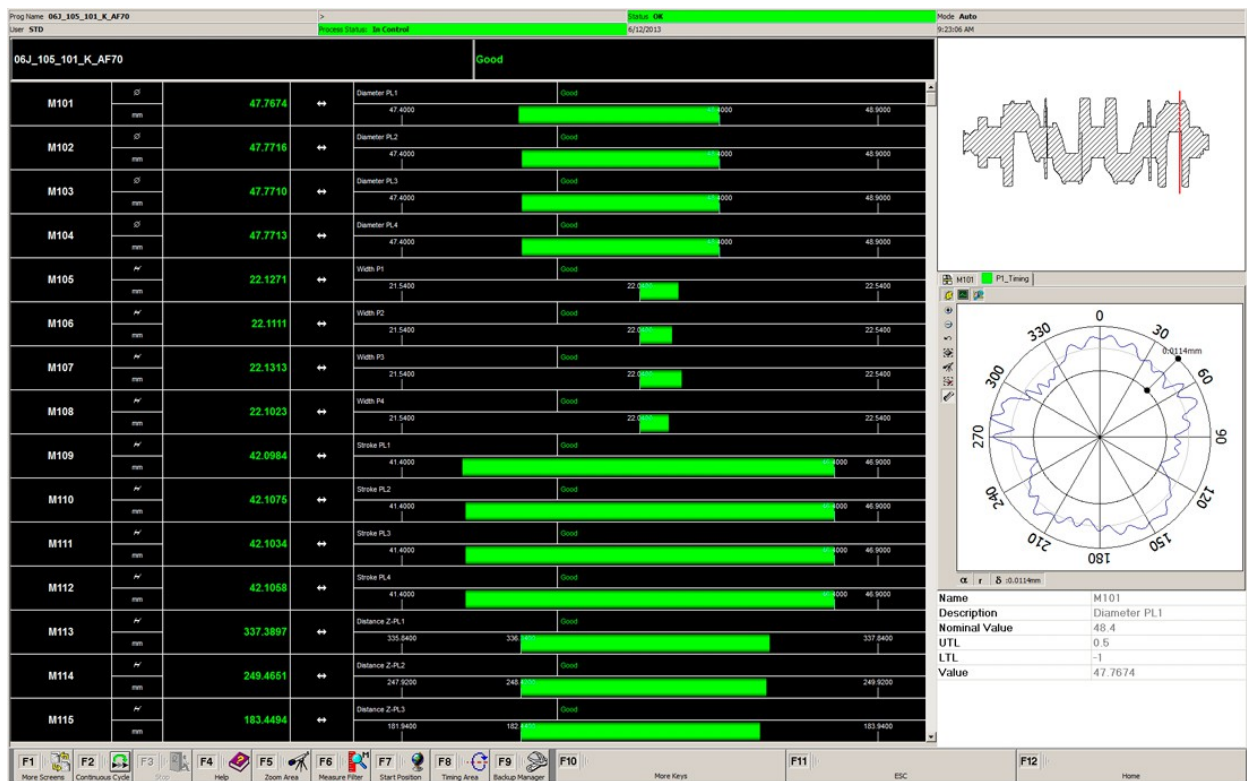 Prog Name 06J_105_101_K_AF70 > Status OK Mode Auto
User STD Process Status: In Control 6/12/2013 9:23:06 AM
06J_105_101_K_AF70 Good
M101 Ø mm 47.7674 ↔ Diameter PL1 Good
47.4000 48.9000
M102 Ø mm 47.7716 ↔ Diameter PL2 Good
47.4000 48.9000
M103 Ø mm 47.7710 ↔ Diameter PL3 Good
47.4000 48.9000
M104 Ø mm 47.7713 ↔ Diameter PL4 Good
47.4000 48.9000
M105 mm 22.1271 ↔ Width P1 Good
21.5400 22.5400
M106 mm 22.1111 ↔ Width P2 Good
21.5400 22.5400
M107 mm 22.1313 ↔ Width P3 Good
21.5400 22.5400
M108 mm 22.1023 ↔ Width P4 Good
21.5400 22.5400
M109 mm 42.0984 ↔ Stroke PL1 Good
41.4000 46.9000
M110 mm 42.1075 ↔ Stroke PL2 Good
41.4000 46.9000
M111 mm 42.1034 ↔ Stroke PL3 Good
41.4000 46.9000
M112 mm 42.1058 ↔ Stroke PL4 Good
41.4000 46.9000
M113 mm 337.3897 ↔ Distance Z-PL1 Good
335.8400 337.8400
M114 mm 249.4651 ↔ Distance Z-PL2 Good
247.9200 249.9200
M115 mm 183.4494 ↔ Distance Z-PL3 Good
181.9400 183.9400
M101 P1_Timing
0
330 30
0.0114mm
300 60
270 90
240 120
210 150
180
α r δ :0.0114mm
Name M101
Description Diameter PL1
Nominal Value 48.4
UTL 0.5
LTL -1
Value 47.7674
F1 F2 F3 F4 F5 F6 F7 F8 F9 F10 F11 F12
More Screens Continuous Cycle Stop Help Zoom Area Measure Filter Start Position Timing Area Backup Manager More Keys ESC Home